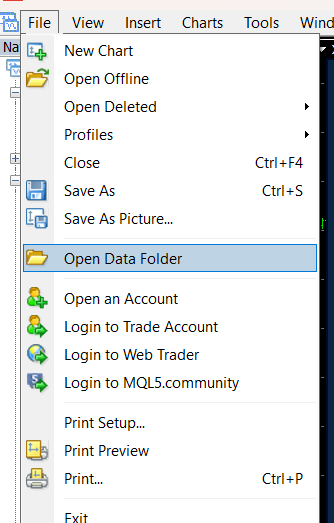 File View Insert Charts Tools Wind
Na
New Chart
Open Offline
Open Deleted
Profiles
Close Ctrl+F4
Save As Ctrl+S
Save As Picture...
Open Data Folder
Open an Account
Login to Trade Account
Login to Web Trader
Login to MQL5.community
Print Setup...
Print Preview
Print... Ctrl+P
Exit